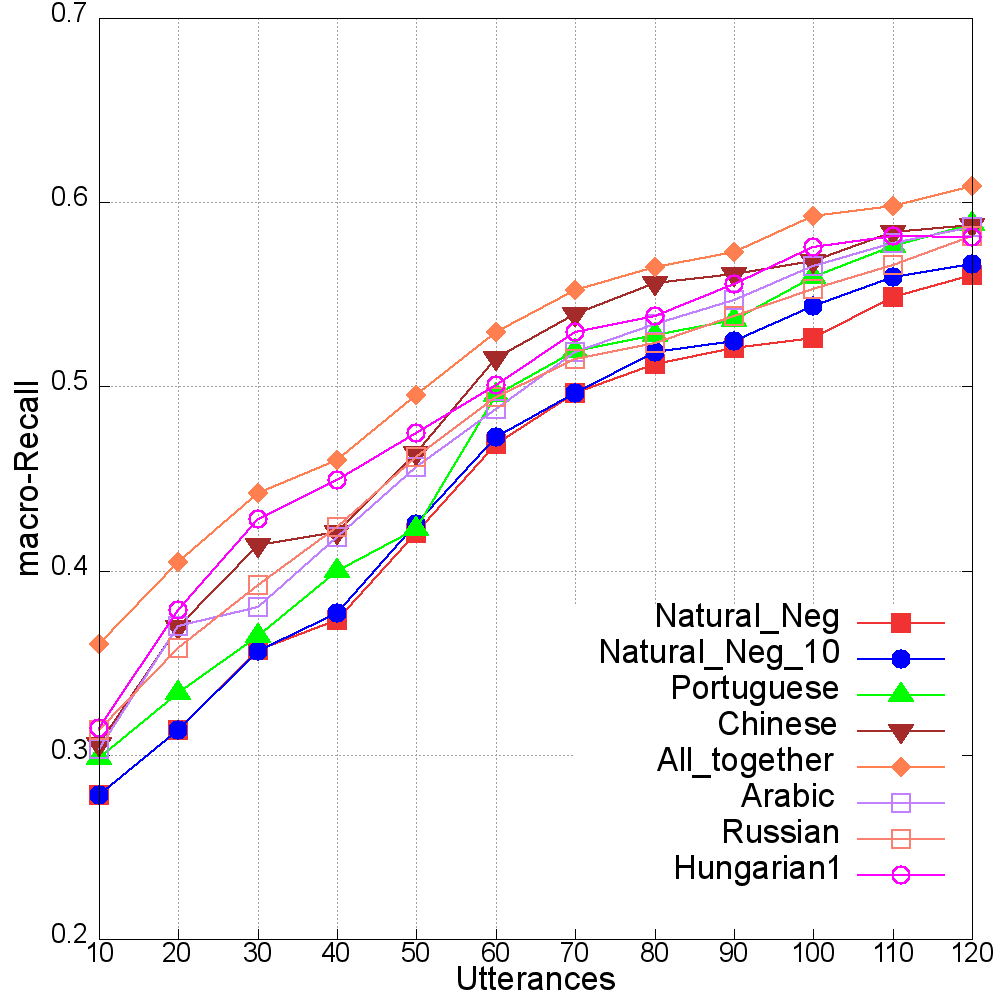 0.7
0.6
0.5
0.4
0.3
0.2
macro-Recall
Natural_Neg
Natural_Neg_10
Portuguese
Chinese
All_together
Arabic
Russian
Hungarian1
10 20 30 40 50 60 70 80 90 100 110 120
Utterances